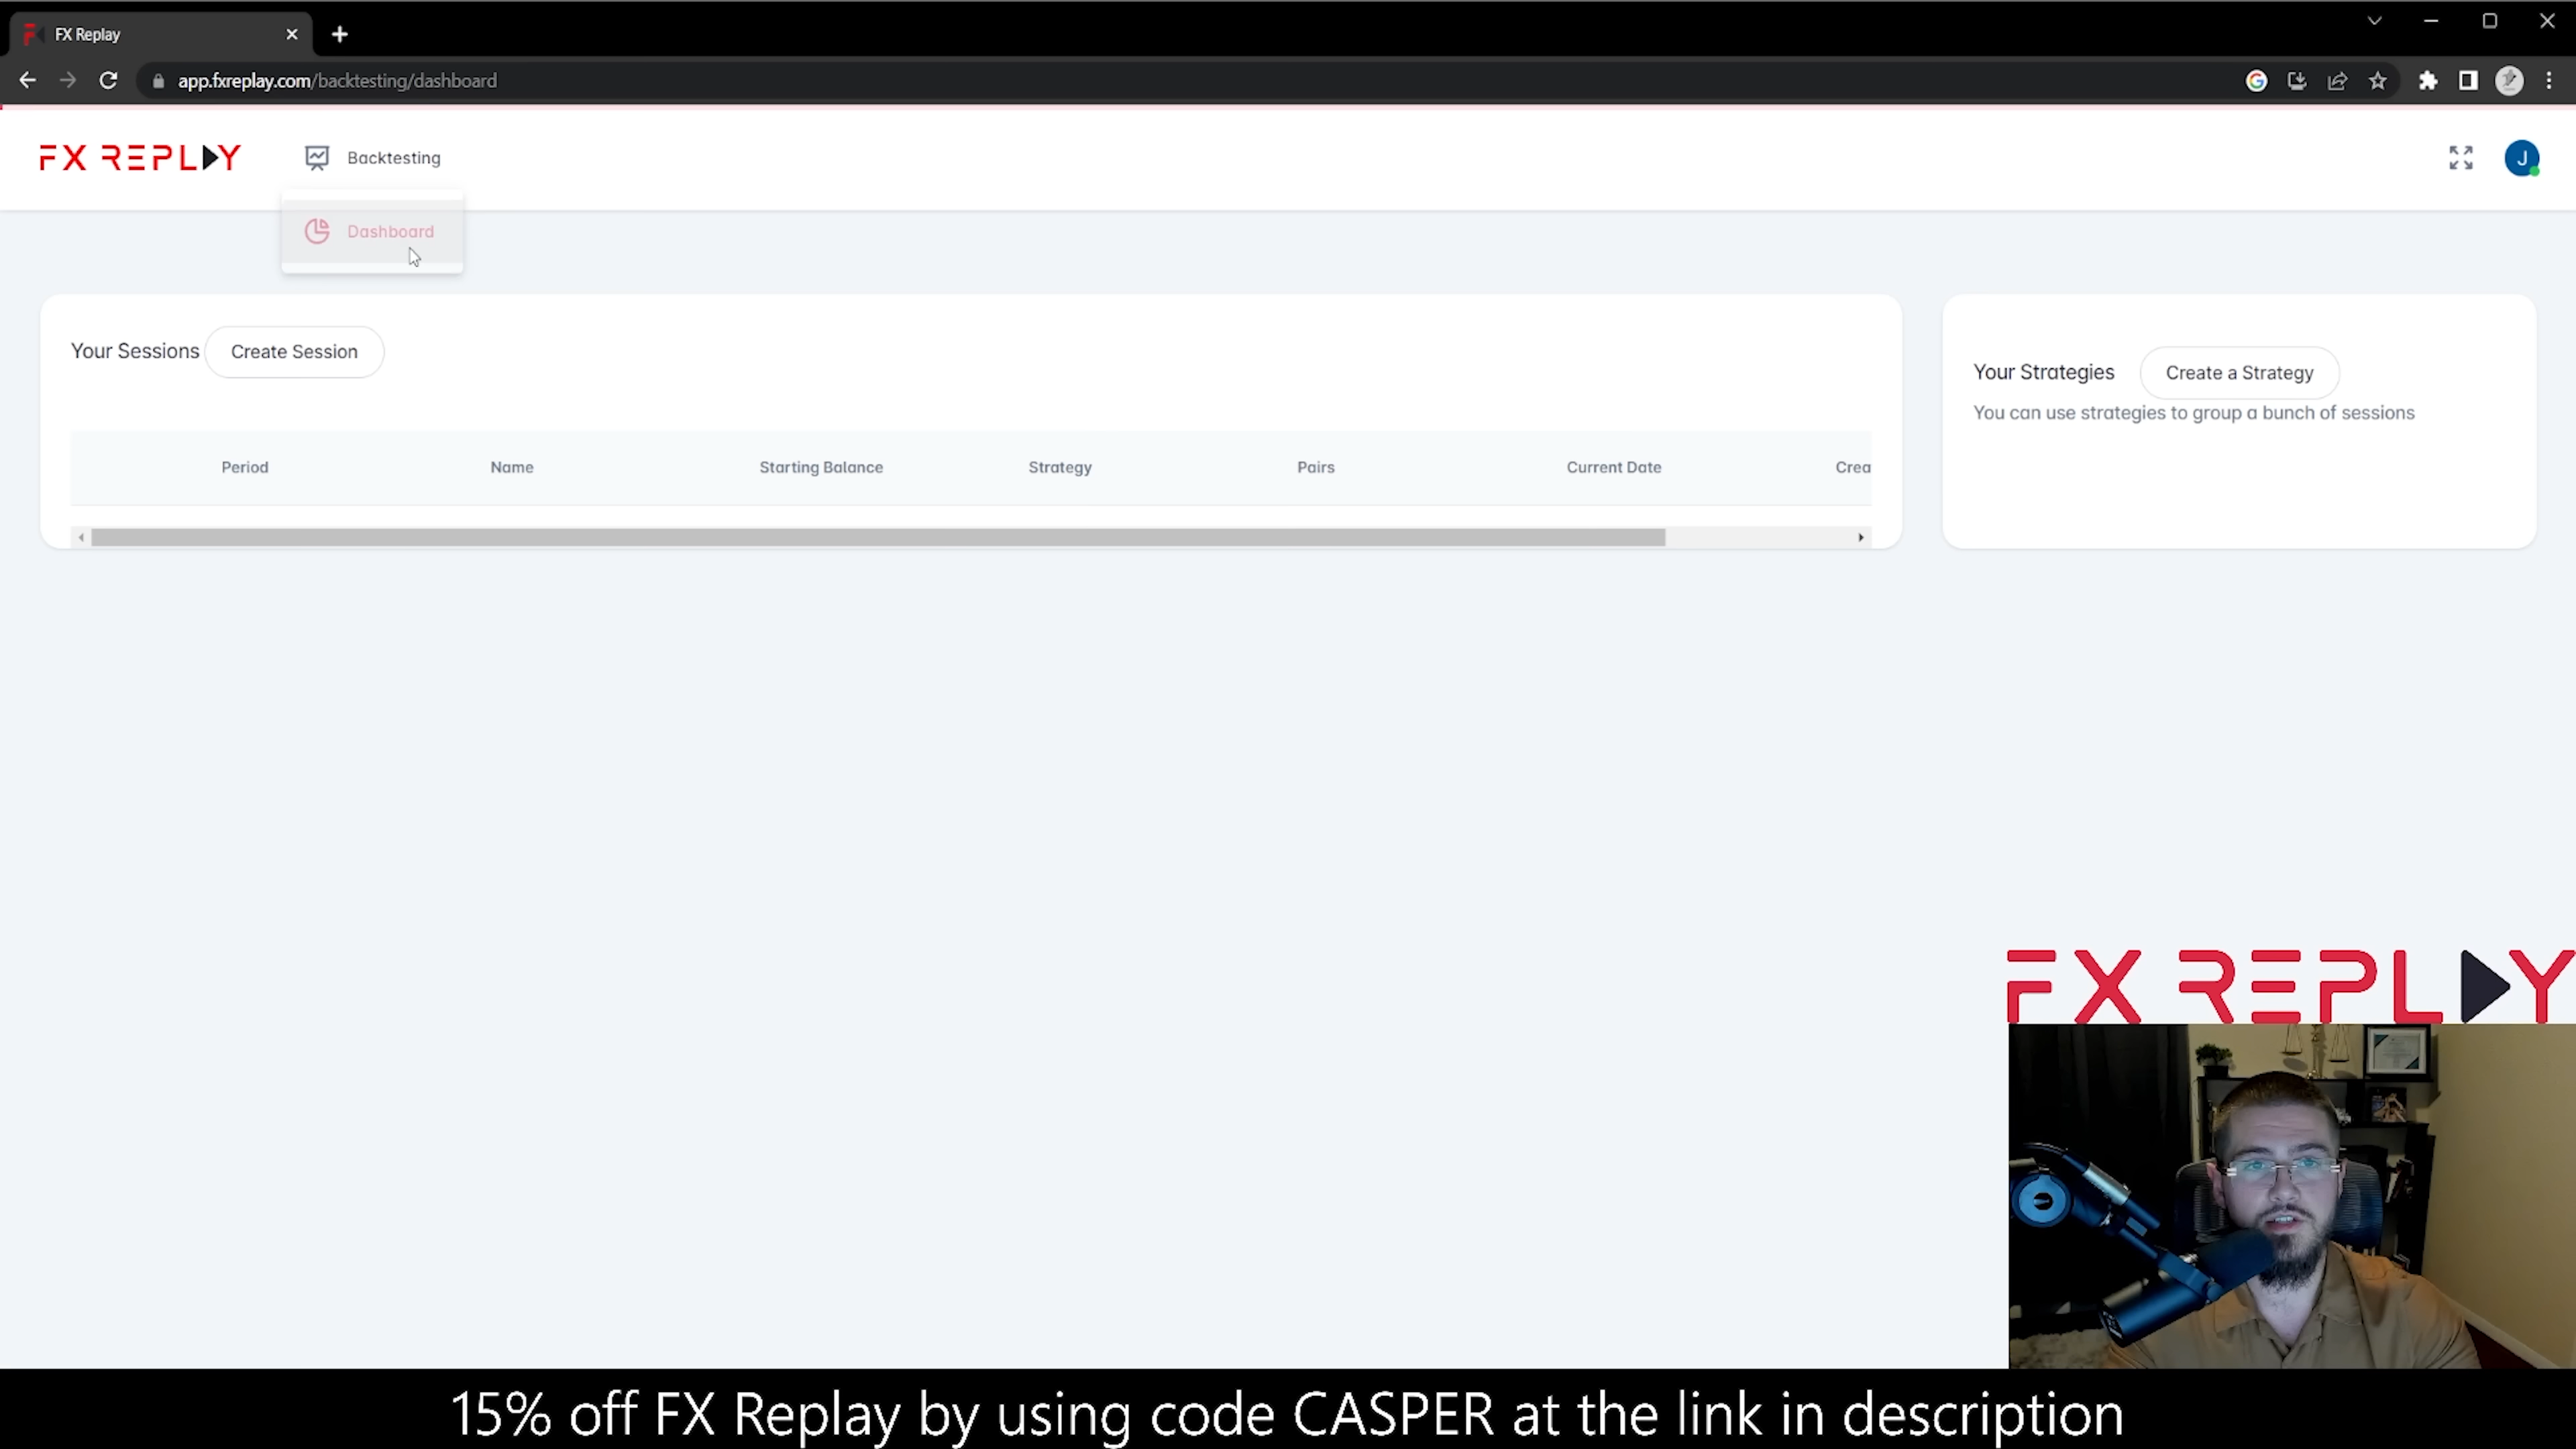 FX Replay
app.fxreplay.com/backtesting/dashboard
FX REPLAY
Backtesting
J
Dashboard
Your Sessions
Create Session
Your Strategies
Create a Strategy
You can use strategies to group a bunch of sessions
Period
Name
Starting Balance
Strategy
Pairs
Current Date
Crea
FX REPLAY
15% off FX Replay by using code CASPER at the link in description